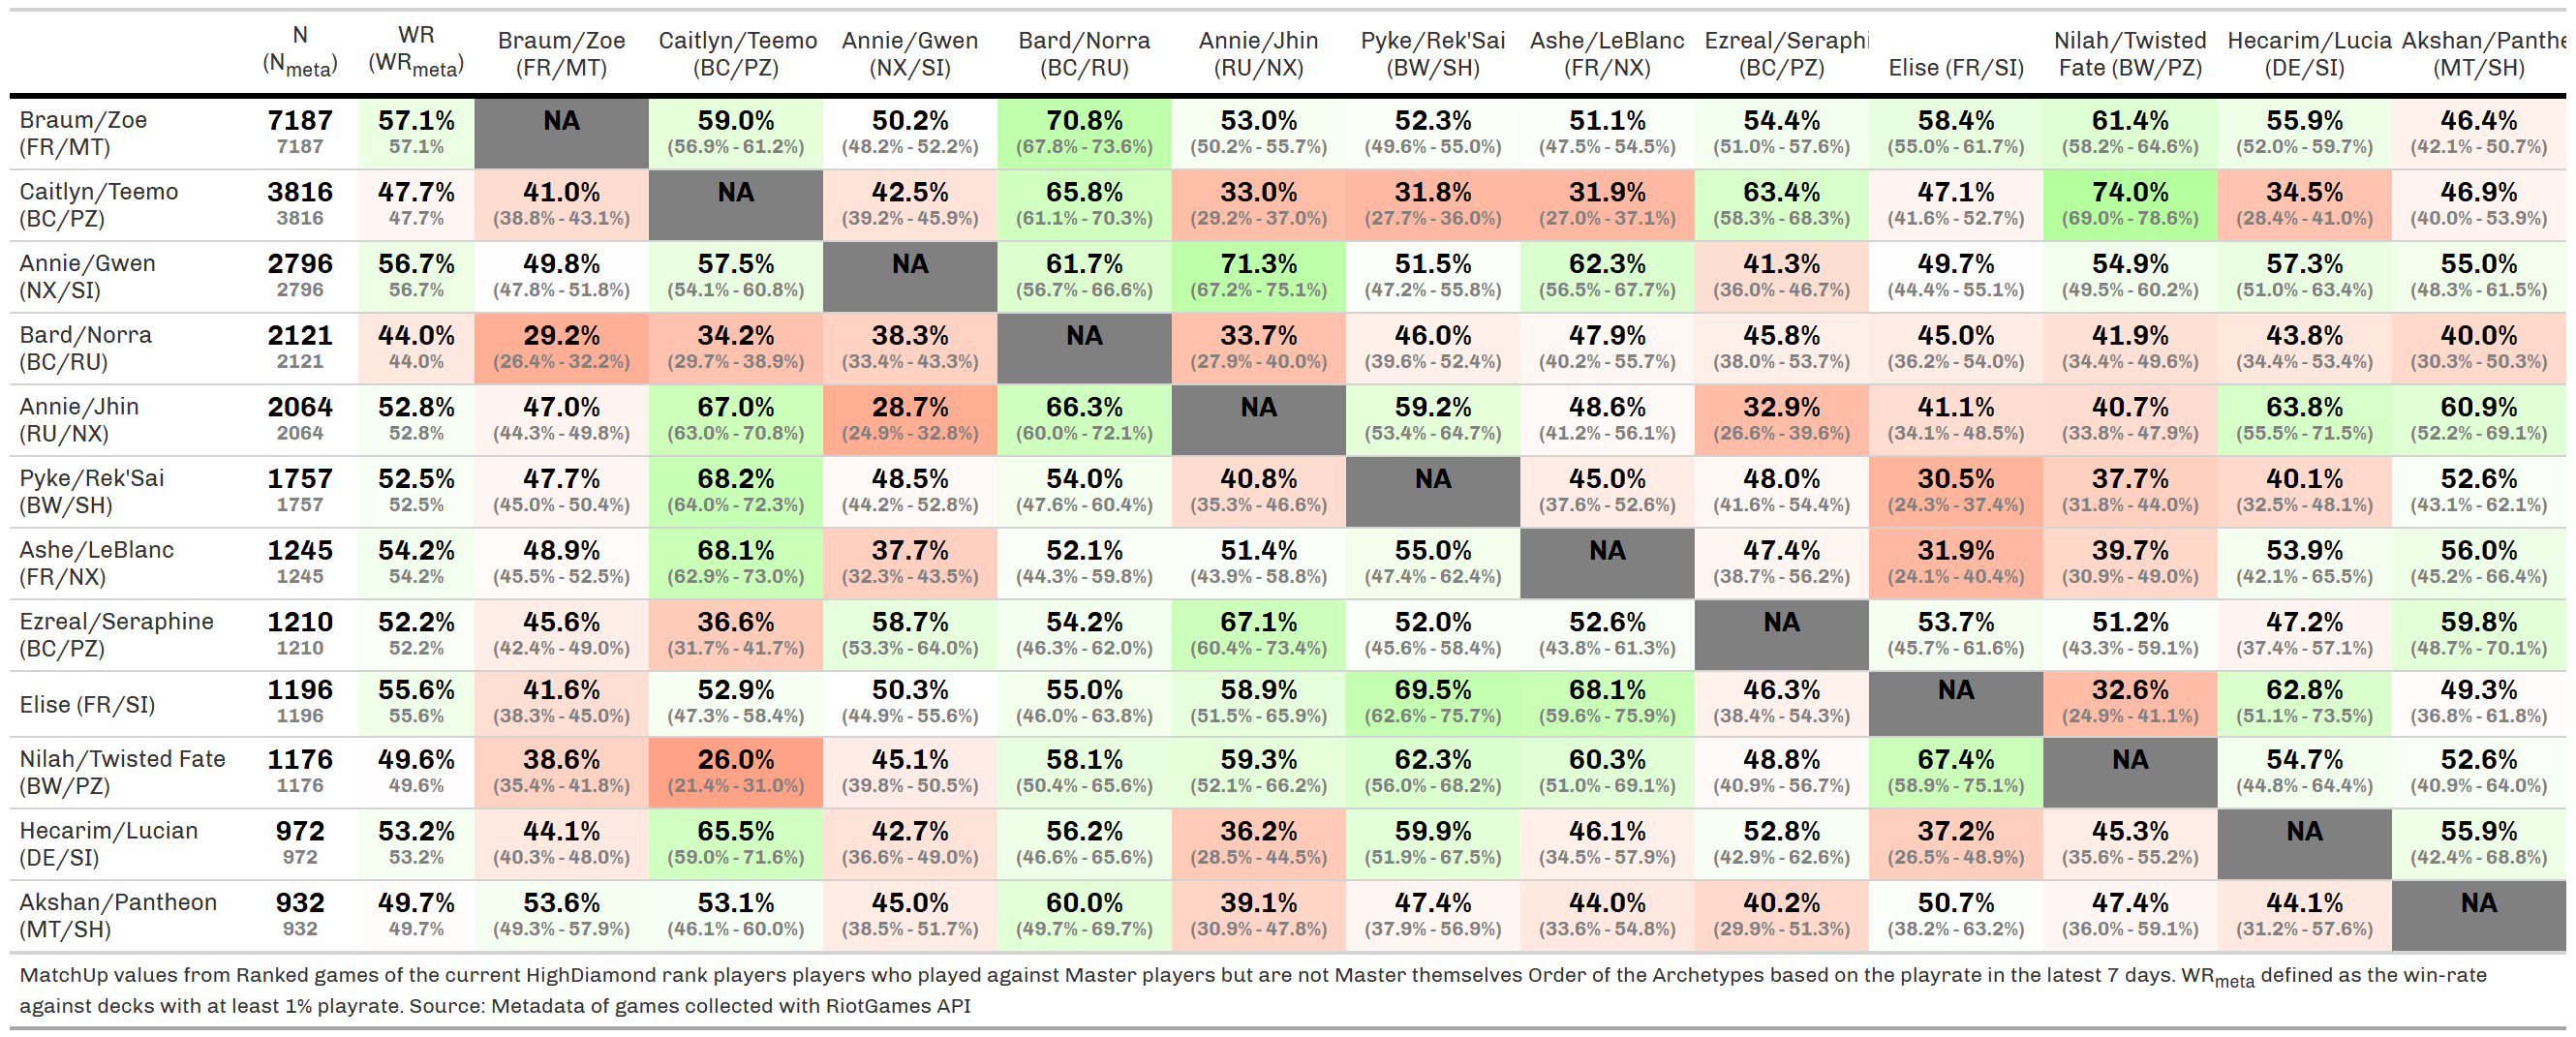 N WR Braum/Zoe Caitlyn/Teemo Annie/Gwen Bard/Norra Annie/Jhin Pyke/Rek'Sai Ashe/LeBlanc Ezreal/Seraphi Nilah/Twisted Hecarim/Lucia Akshan/Panthe
(Nmeta) (WRmeta) (FR/MT) (BC/PZ) (NX/SI) (BC/RU) (RU/NX) (BW/SH) (FR/NX) (BC/PZ) Elise (FR/SI) Fate (BW/PZ) (DE/SI) (MT/SH)
Braum/Zoe 7187 57.1% NA 59.0% 50.2% 70.8% 53.0% 52.3% 51.1% 54.4% 58.4% 61.4% 55.9% 46.4%
(FR/MT) 7187 57.1% (56.9% - 61.2%) (48.2% - 52.2%) (67.8% - 73.6%) (50.2% - 55.7%) (49.6% - 55.0%) (47.5% - 54.5%) (51.0% - 57.6%) (55.0% - 61.7%) (58.2% - 64.6%) (52.0% - 59.7%) (42.1% - 50.7%)
Caitlyn/Teemo 3816 47.7% 41.0% NA 42.5% 65.8% 33.0% 31.8% 31.9% 63.4% 47.1% 74.0% 34.5% 46.9%
(BC/PZ) 3816 47.7% (38.8% - 43.1%) (39.2% - 45.9%) (61.1% - 70.3%) (29.2% - 37.0%) (27.7% - 36.0%) (27.0% - 37.1%) (58.3% - 68.3%) (41.6% - 52.7%) (69.0% - 78.6%) (28.4% - 41.0%) (40.0% - 53.9%)
Annie/Gwen 2796 56.7% 49.8% 57.5% NA 61.7% 71.3% 51.5% 62.3% 41.3% 49.7% 54.9% 57.3% 55.0%
(NX/SI) 2796 56.7% (47.8% - 51.8%) (54.1% - 60.8%) (56.7% - 66.6%) (67.2% - 75.1%) (47.2% - 55.8%) (56.5% - 67.7%) (36.0% - 46.7%) (44.4% - 55.1%) (49.5% - 60.2%) (51.0% - 63.4%) (48.3% - 61.5%)
Bard/Norra 2121 44.0% 29.2% 34.2% 38.3% NA 33.7% 46.0% 47.9% 45.8% 45.0% 41.9% 43.8% 40.0%
(BC/RU) 2121 44.0% (26.4% - 32.2%) (29.7% - 38.9%) (33.4% - 43.3%) (27.9% - 40.0%) (39.6% - 52.4%) (40.2% - 55.7%) (38.0% - 53.7%) (36.2% - 54.0%) (34.4% - 49.6%) (34.4% - 53.4%) (30.3% - 50.3%)
Annie/Jhin 2064 52.8% 47.0% 67.0% 28.7% 66.3% NA 59.2% 48.6% 32.9% 41.1% 40.7% 63.8% 60.9%
(RU/NX) 2064 52.8% (44.3% - 49.8%) (63.0% - 70.8%) (24.9% - 32.8%) (60.0% - 72.1%) (53.4% - 64.7%) (41.2% - 56.1%) (26.6% - 39.6%) (34.1% - 48.5%) (33.8% - 47.9%) (55.5% - 71.5%) (52.2% - 69.1%)
Pyke/Rek'Sai 1757 52.5% 47.7% 68.2% 48.5% 54.0% 40.8% NA 45.0% 48.0% 30.5% 37.7% 40.1% 52.6%
(BW/SH) 1757 52.5% (45.0% - 50.4%) (64.0% - 72.3%) (44.2% - 52.8%) (47.6% - 60.4%) (35.3% - 46.6%) (37.6% - 52.6%) (41.6% - 54.4%) (24.3% - 37.4%) (31.8% - 44.0%) (32.5% - 48.1%) (43.1% - 62.1%)
Ashe/LeBlanc 1245 54.2% 48.9% 68.1% 37.7% 52.1% 51.4% 55.0% NA 47.4% 31.9% 39.7% 53.9% 56.0%
(FR/NX) 1245 54.2% (45.5% - 52.5%) (62.9% - 73.0%) (32.3% - 43.5%) (44.3% - 59.8%) (43.9% - 58.8%) (47.4% - 62.4%) (38.7% - 56.2%) (24.1% - 40.4%) (30.9% - 49.0%) (42.1% - 65.5%) (45.2% - 66.4%)
Ezreal/Seraphine 1210 52.2% 45.6% 36.6% 58.7% 54.2% 67.1% 52.0% 52.6% NA 53.7% 51.2% 47.2% 59.8%
(BC/PZ) 1210 52.2% (42.4% - 49.0%) (31.7% - 41.7%) (53.3% - 64.0%) (46.3% - 62.0%) (60.4% - 73.4%) (45.6% - 58.4%) (43.8% - 61.3%) (45.7% - 61.6%) (43.3% - 59.1%) (37.4% - 57.1%) (48.7% - 70.1%)
Elise (FR/SI) 1196 55.6% 41.6% 52.9% 50.3% 55.0% 58.9% 69.5% 68.1% 46.3% NA 32.6% 62.8% 49.3%
1196 55.6% (38.3% - 45.0%) (47.3% - 58.4%) (44.9% - 55.6%) (46.0% - 63.8%) (51.5% - 65.9%) (62.6% - 75.7%) (59.6% - 75.9%) (38.4% - 54.3%) (24.9% - 41.1%) (51.1% - 73.5%) (36.8% - 61.8%)
Nilah/Twisted Fate 1176 49.6% 38.6% 26.0% 45.1% 58.1% 59.3% 62.3% 60.3% 48.8% 67.4% NA 54.7% 52.6%
(BW/PZ) 1176 49.6% (35.4% - 41.8%) (21.4% - 31.0%) (39.8% - 50.5%) (50.4% - 65.6%) (52.1% - 66.2%) (56.0% - 68.2%) (51.0% - 69.1%) (40.9% - 56.7%) (58.9% - 75.1%) (44.8% - 64.4%) (40.9% - 64.0%)
Hecarim/Lucian 972 53.2% 44.1% 65.5% 42.7% 56.2% 36.2% 59.9% 46.1% 52.8% 37.2% 45.3% NA 55.9%
(DE/SI) 972 53.2% (40.3% - 48.0%) (59.0% - 71.6%) (36.6% - 49.0%) (46.6% - 65.6%) (28.5% - 44.5%) (51.9% - 67.5%) (34.5% - 57.9%) (42.9% - 62.6%) (26.5% - 48.9%) (35.6% - 55.2%) (42.4% - 68.8%)
Akshan/Pantheon 932 49.7% 53.6% 53.1% 45.0% 60.0% 39.1% 47.4% 44.0% 40.2% 50.7% 47.4% 44.1% NA
(MT/SH) 932 49.7% (49.3% - 57.9%) (46.1% - 60.0%) (38.5% - 51.7%) (49.7% - 69.7%) (30.9% - 47.8%) (37.9% - 56.9%) (33.6% - 54.8%) (29.9% - 51.3%) (38.2% - 63.2%) (36.0% - 59.1%) (31.2% - 57.6%)
MatchUp values from Ranked games of the current HighDiamond rank players players who played against Master players but are not Master themselves Order of the Archetypes based on the playrate in the latest 7 days. WRmeta defined as the win-rate
against decks with at least 1% playrate. Source: Metadata of games collected with RiotGames API